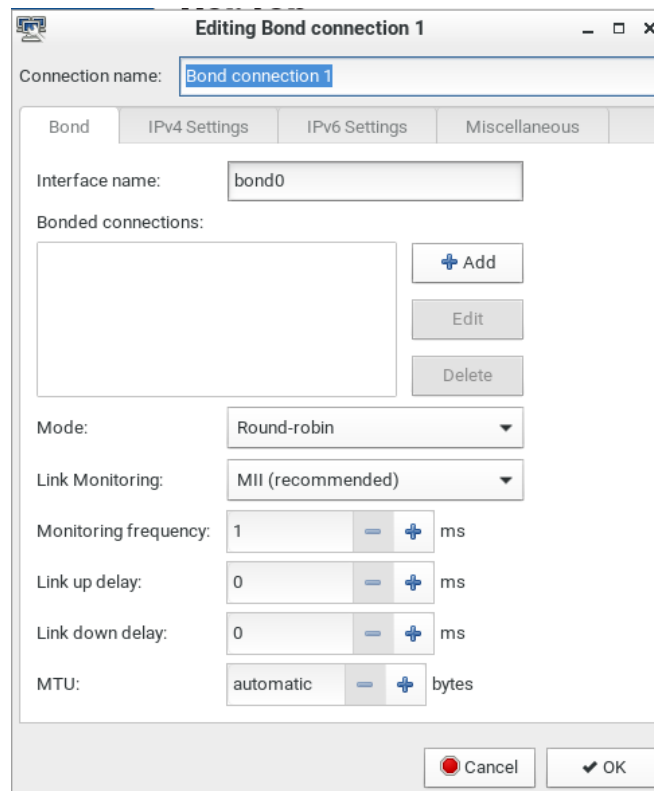 Editing Bond connection 1
Connection name: Bond connection 1
Bond IPv4 Settings IPv6 Settings Miscellaneous
Interface name: bond0
Bonded connections:
Add
Edit
Delete
Mode: Round-robin
Link Monitoring: MII (recommended)
Monitoring frequency: 1 ms
Link up delay: 0 ms
Link down delay: 0 ms
MTU: automatic bytes
Cancel OK